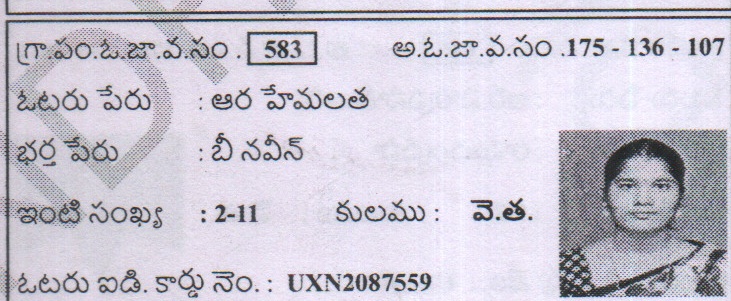 గ్రా.పం.ఓ.జా.వ.సం . 583 అ.ఓ.జా.వ.సం .175 - 136 - 107
ఓటరు పేరు : ఆర హేమలత
భర్త పేరు : బీ నవీన్
ఇంటి సంఖ్య : 2-11 కులము : వె.త.
ఓటరు ఐడి. కార్డు నెం. : UXN2087559